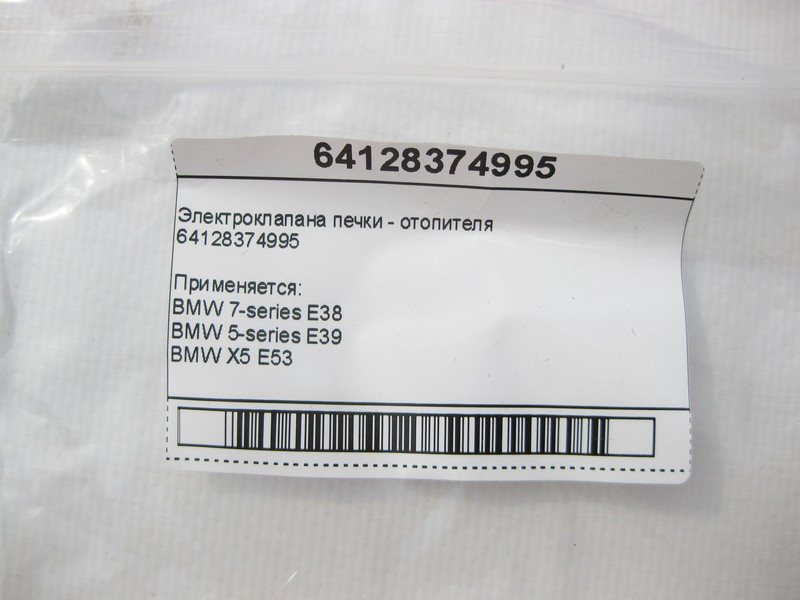 64128374995
Электроклапана печки - отопителя
64128374995
Применяется:
BMW 7-series E38
BMW 5-series E39
BMW X5 E53